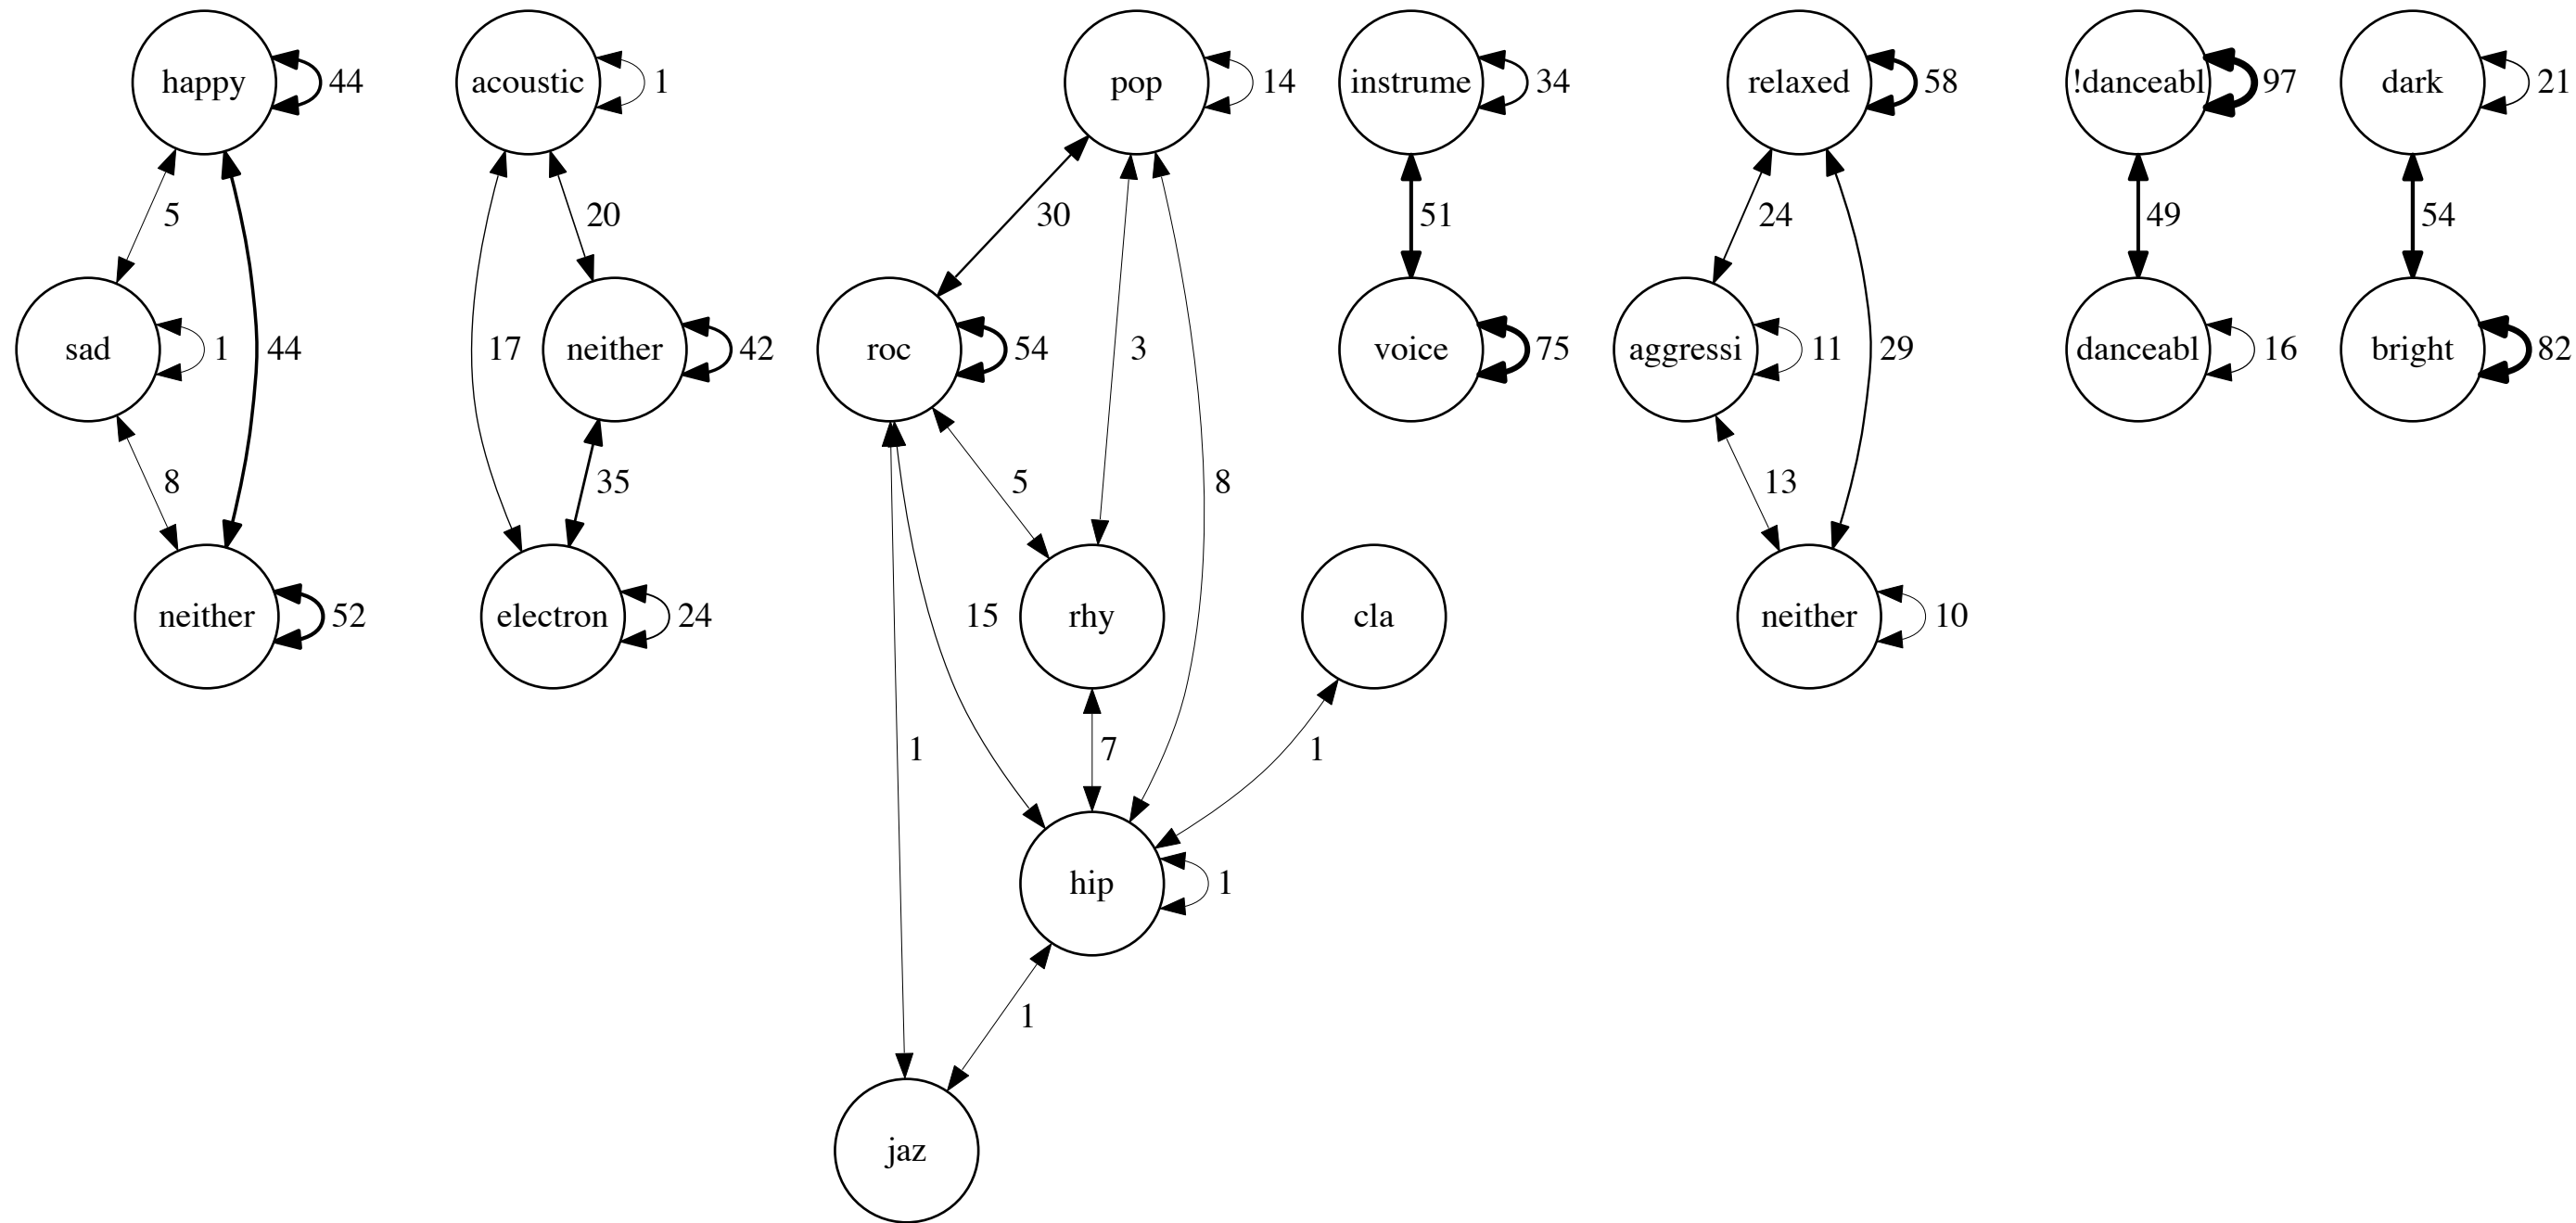 happy 44 acoustic 1 pop 14 instrume 34 relaxed 58 !danceabl 97 dark 21
5 20 30 51 24 49 54
sad 1 44 17 neither 42 roc 54 3 voice 75 aggressi 11 29 danceabl 16 bright 82
8 35 5 8 13
neither 52 electron 24 15 rhy cla neither 10
1 7 1
hip 1
1
jaz